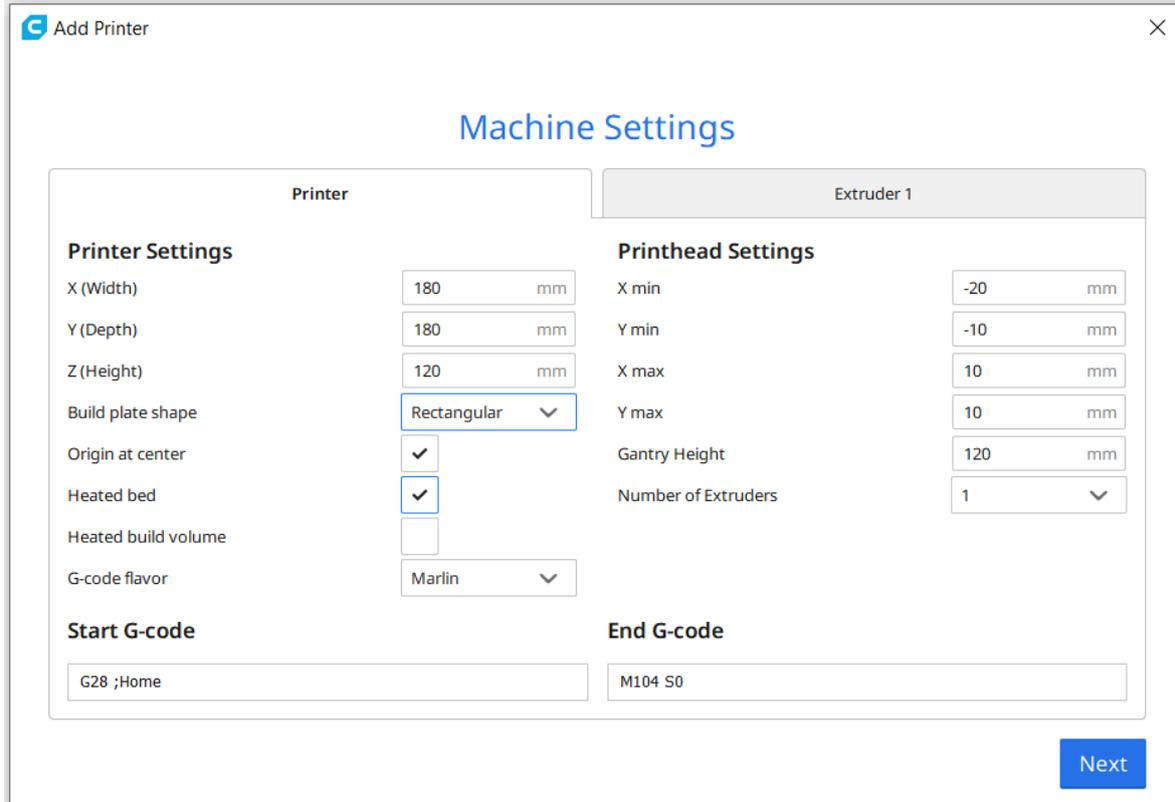 Add Printer
Machine Settings
Printer
Extruder 1
Printer Settings
X (Width) 180 mm
Y (Depth) 180 mm
Z (Height) 120 mm
Build plate shape Rectangular
Origin at center
Heated bed
Heated build volume
G-code flavor Marlin
Printhead Settings
X min -20 mm
Y min -10 mm
X max 10 mm
Y max 10 mm
Gantry Height 120 mm
Number of Extruders 1
Start G-code
G28 ;Home
End G-code
M104 S0
Next